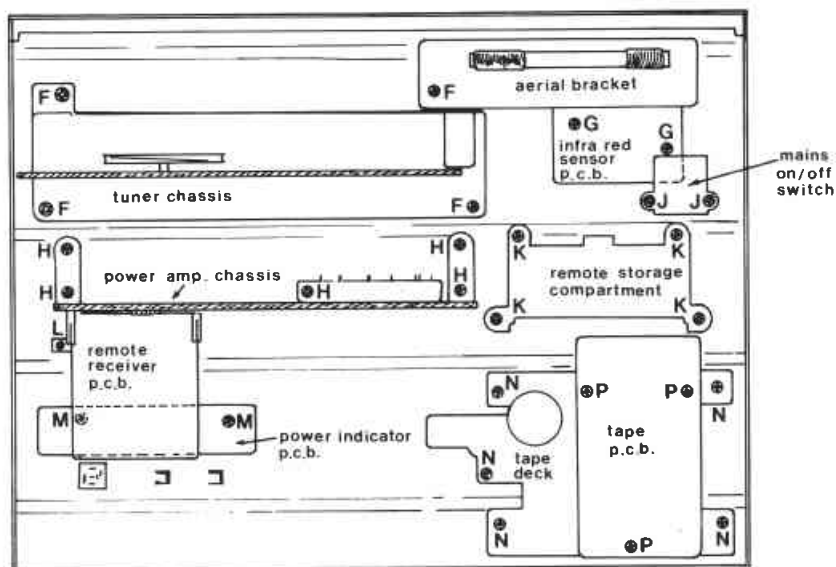 F
aerial bracket
F
G
infra red
sensor
p.c.b.
G
mains
on/off
switch
tuner chassis
F
F
J
J
H
power amp. chassis
H
H
H
H
K
K
remote storage
compartment
K
K
L
remote
receiver
p.c.b.
M
M
power indicator
p.c.b.
N
tape
deck
N
P
P
tape
p.c.b.
N
N
P
N